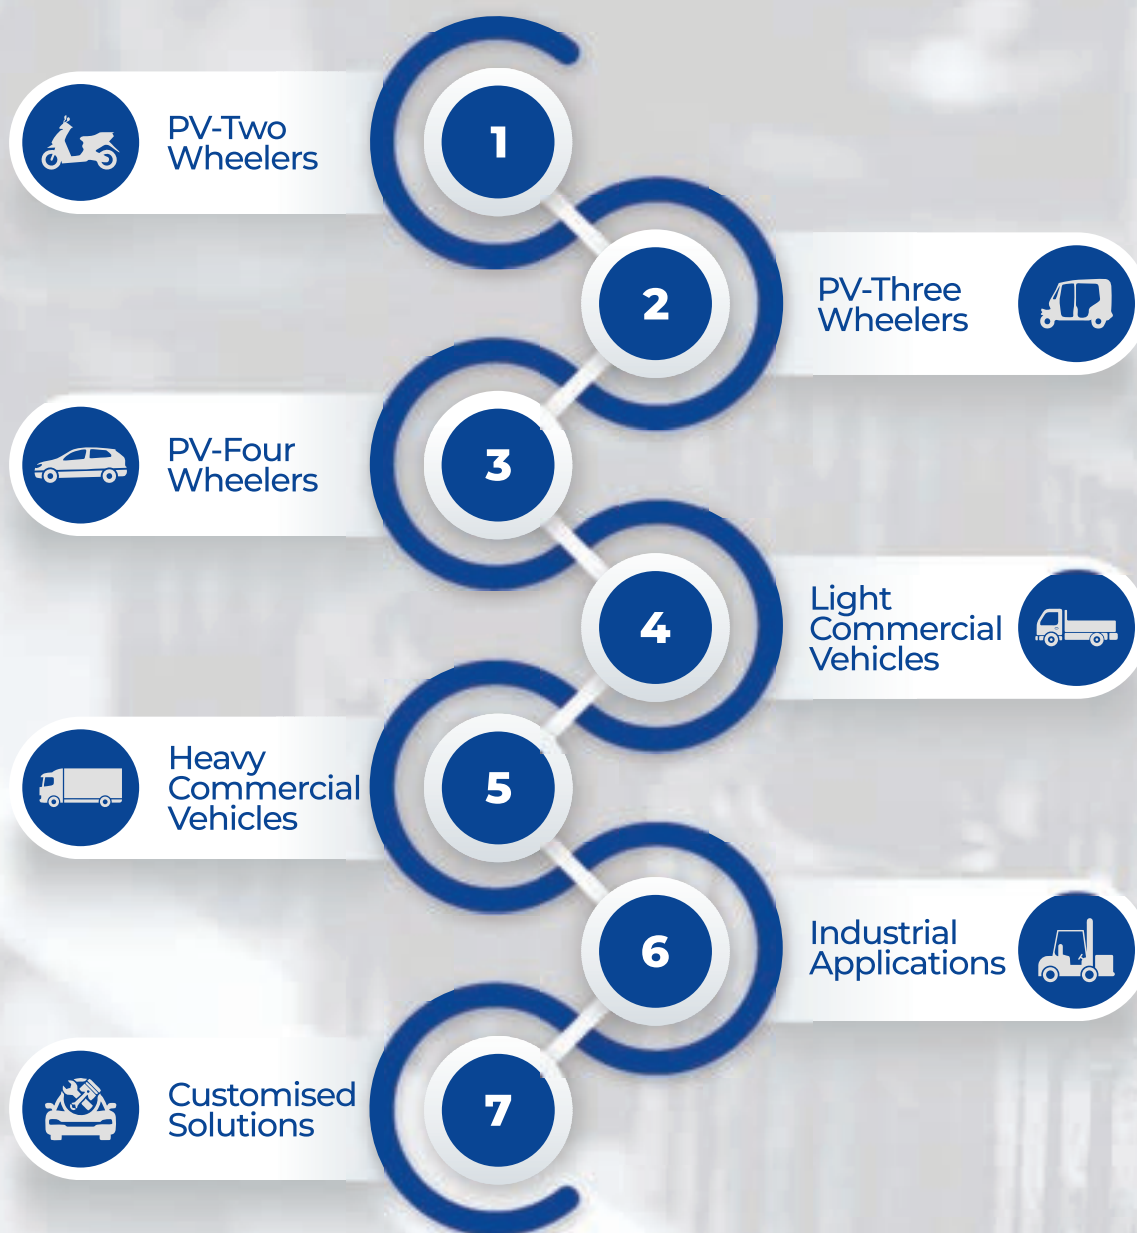 1
PV-Two
Wheelers
2
PV-Three
Wheelers
3
PV-Four
Wheelers
4
Light
Commercial
Vehicles
5
Heavy
Commercial
Vehicles
6
Industrial
Applications
7
Customised
Solutions